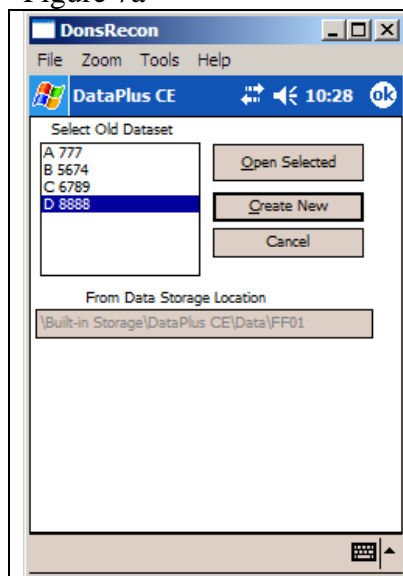 Figure 7a
DonsRecon
File Zoom Tools Help
DataPlus CE 10:28 ok
Select Old Dataset
A 777
B 5674
C 6789
D 8888
Open Selected
Create New
Cancel
From Data Storage Location
\Built-in Storage\DataPlus CE\Data\FF01